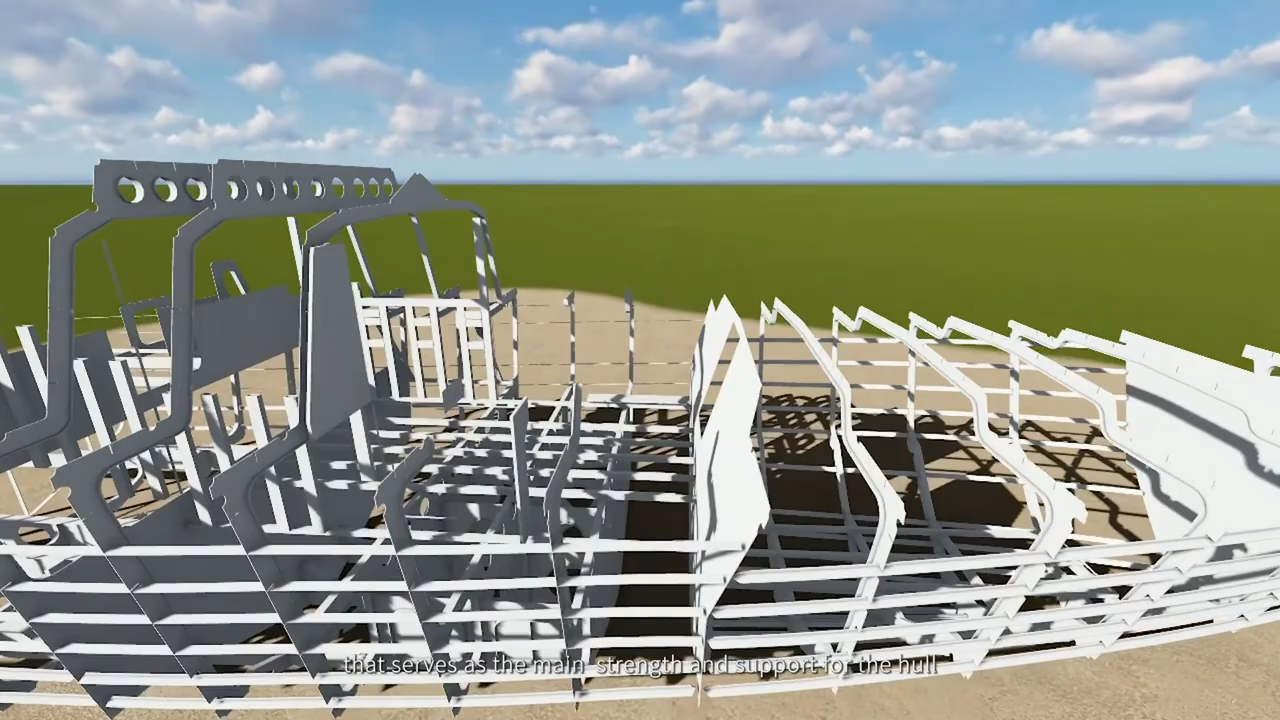 that serves as the main strength and support for the hull